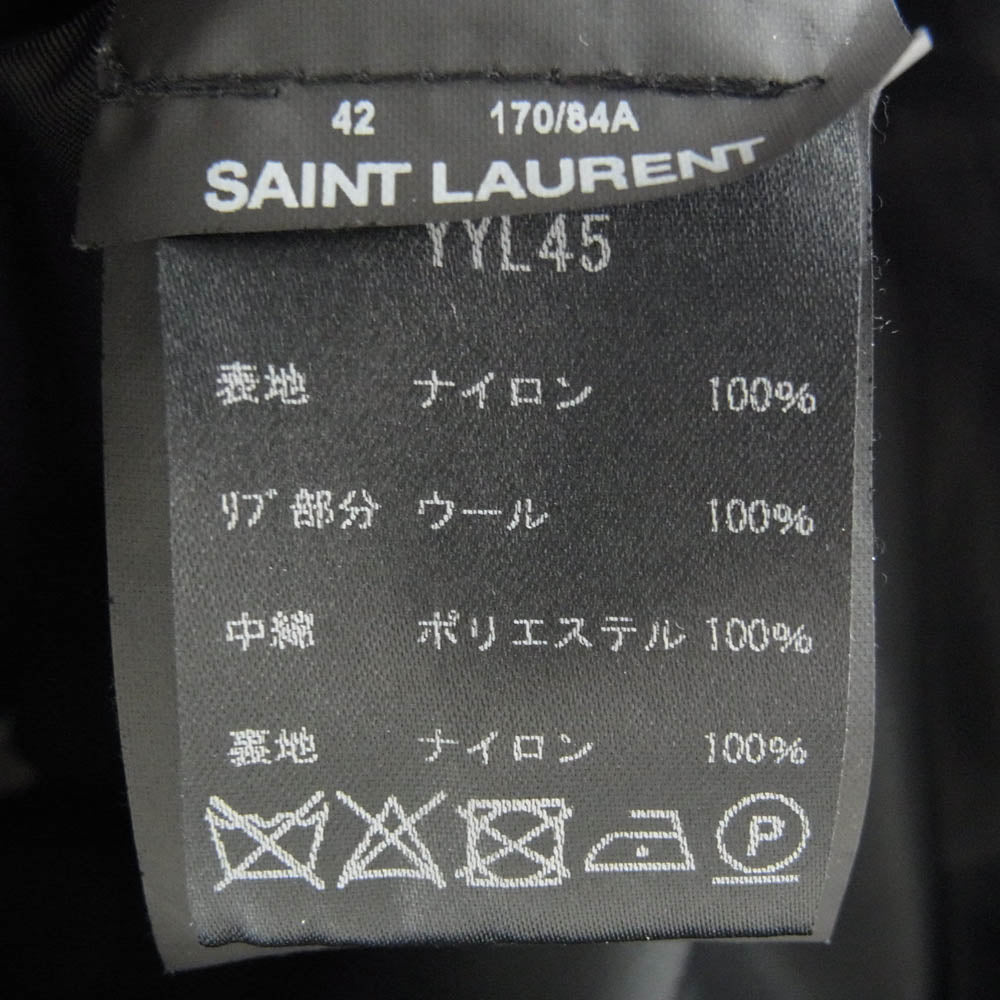 42 170/84A
SAINT LAURENT
YYL45
表地 ナイロン 100%
ﾘﾌﾞ部分 ウール 100%
中綿 ポリエステル 100%
裏地 ナイロン 100%
P